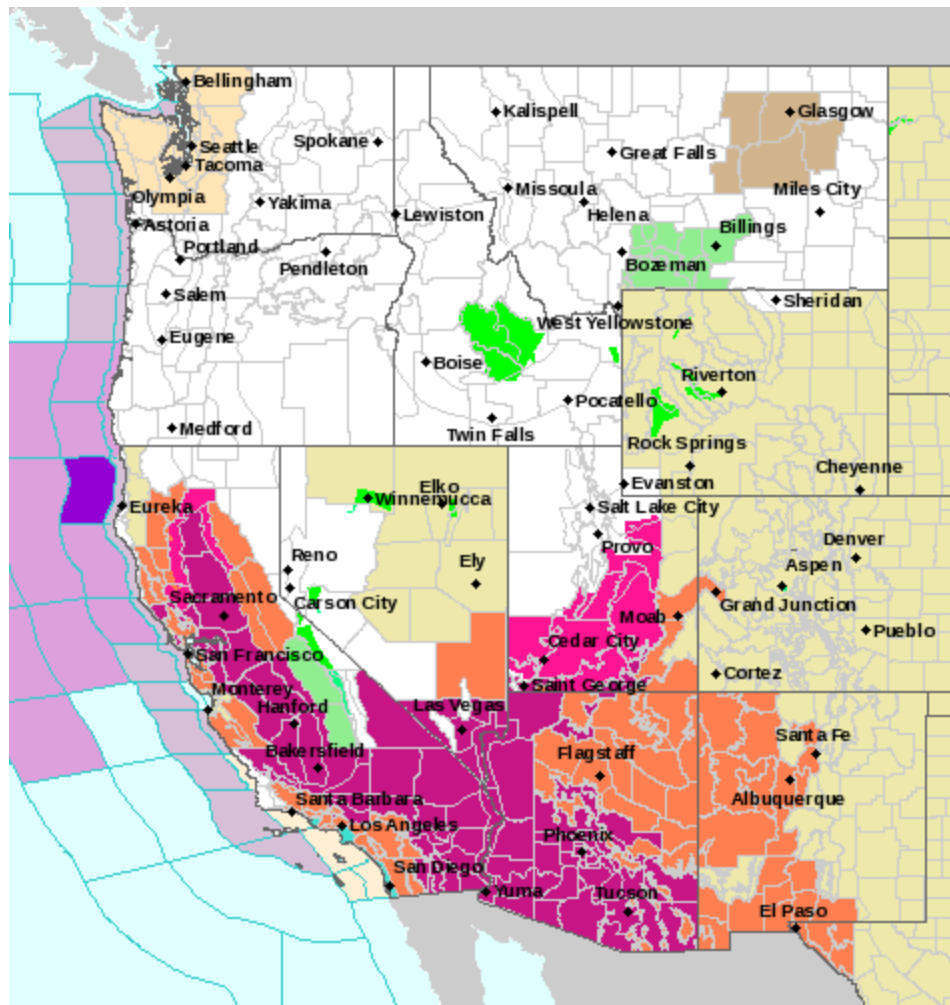 Bellingham
Kalispell
Glasgow
Seattle
Spokane
Great Falls
Tacoma
Olympia
Missoula
Miles City
Yakima
Lewiston
Helena
Astoria
Billings
Portland
Pendleton
Bozeman
Salem
Sheridan
West Yellowstone
Eugene
Boise
Riverton
Pocatello
Medford
Twin Falls
Rock Springs
Cheyenne
Evanston
Elko
Winnemucca
Eureka
Salt Lake City
Provo
Denver
Reno
Ely
Aspen
Sacramento
Carson City
Grand Junction
Moab
Pueblo
Cedar City
San Francisco
Cortez
Saint George
Monterey
Hanford
Las Vegas
Bakersfield
Flagstaff
Santa Fe
Albuquerque
Santa Barbara
Los Angeles
Phoenix
San Diego
Yuma
Tucson
El Paso